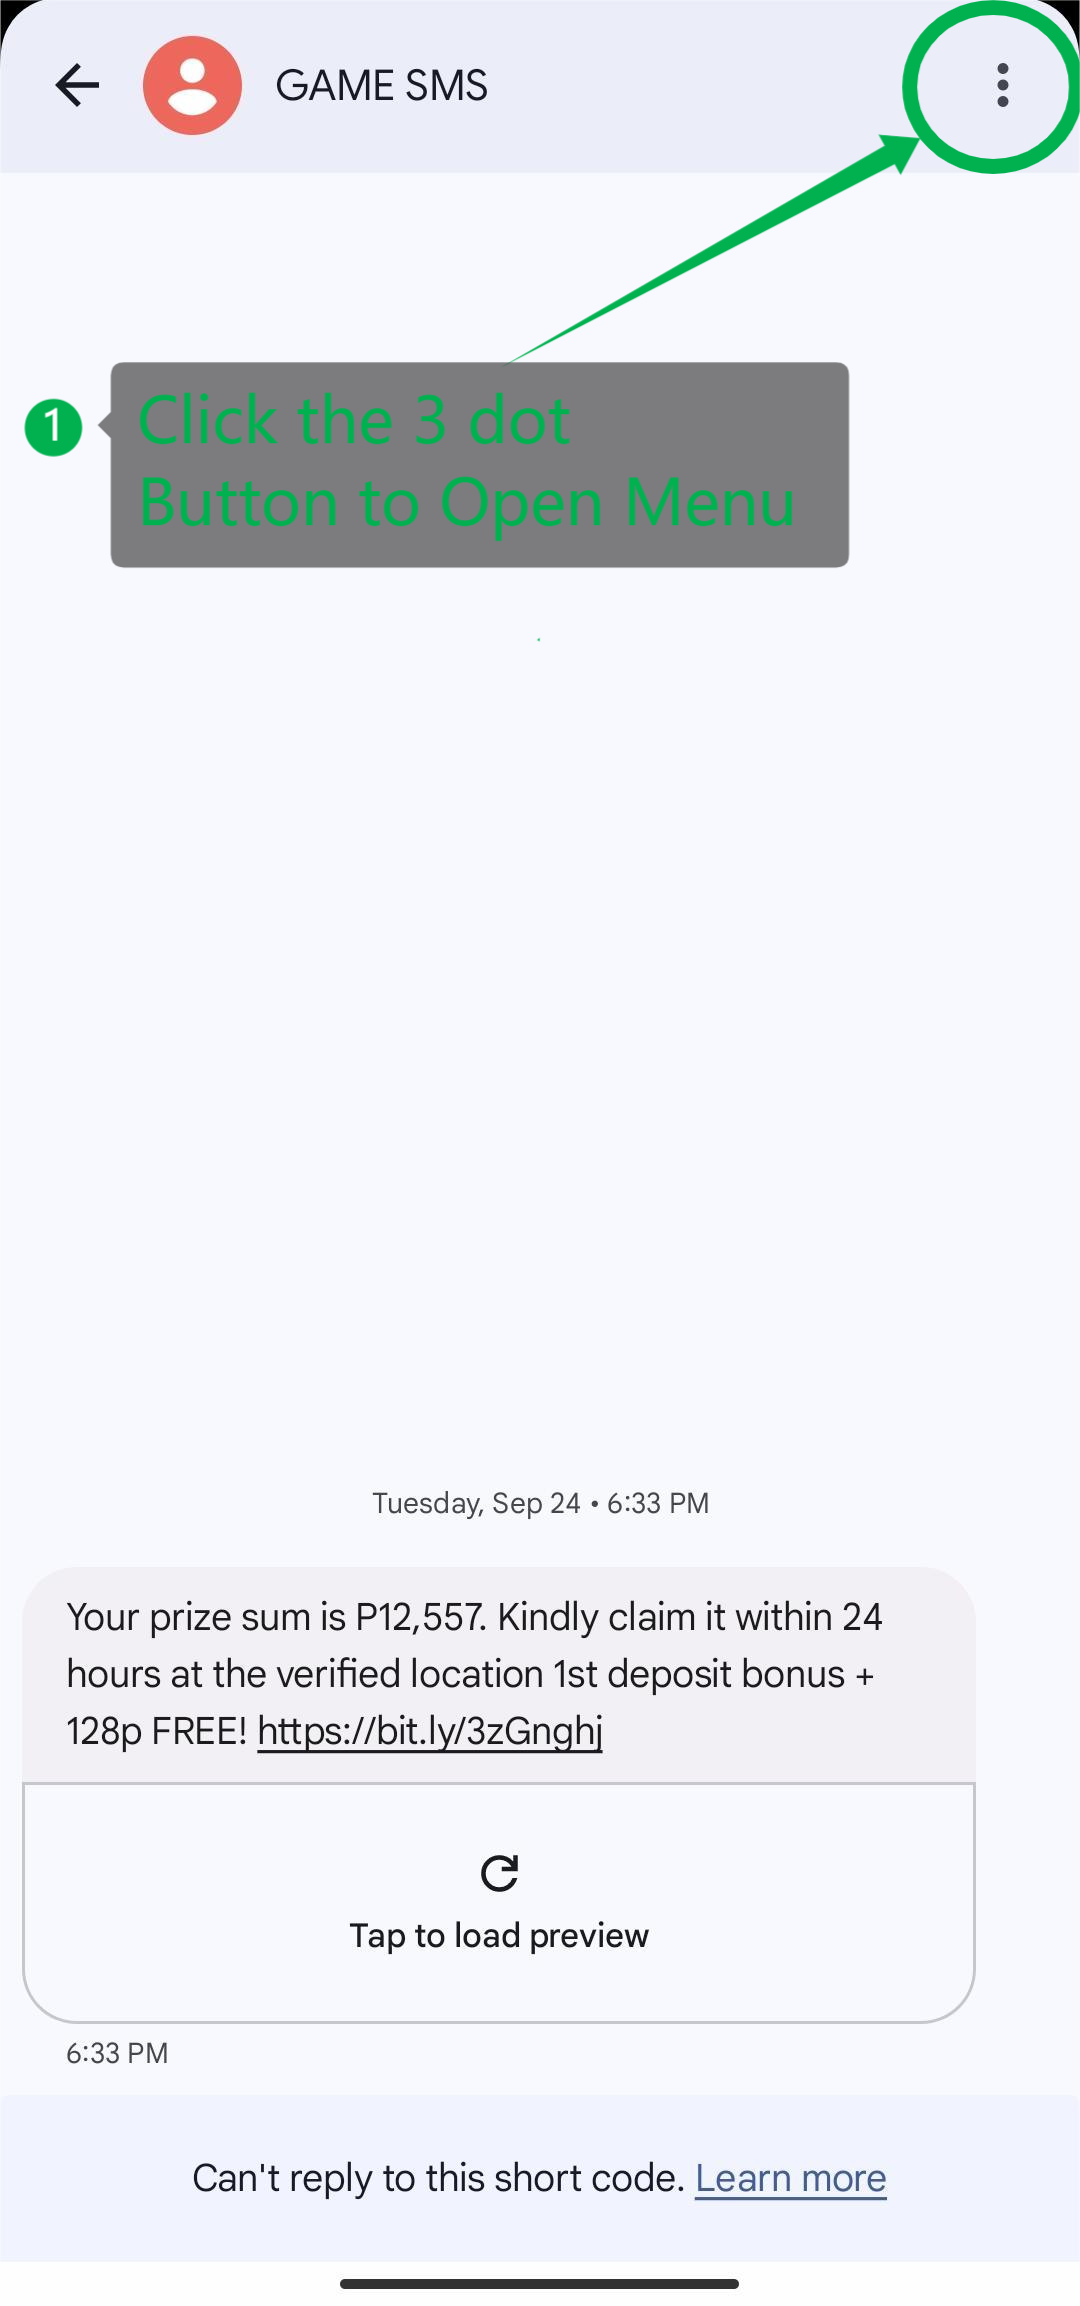 GAME SMS
1
Click the 3 dot
Button to Open Menu
Tuesday, Sep 24 • 6:33 PM
Your prize sum is P12,557. Kindly claim it within 24
hours at the verified location 1st deposit bonus +
128p FREE! https://bit.ly/3zGnghj
Tap to load preview
6:33 PM
Can't reply to this short code. Learn more